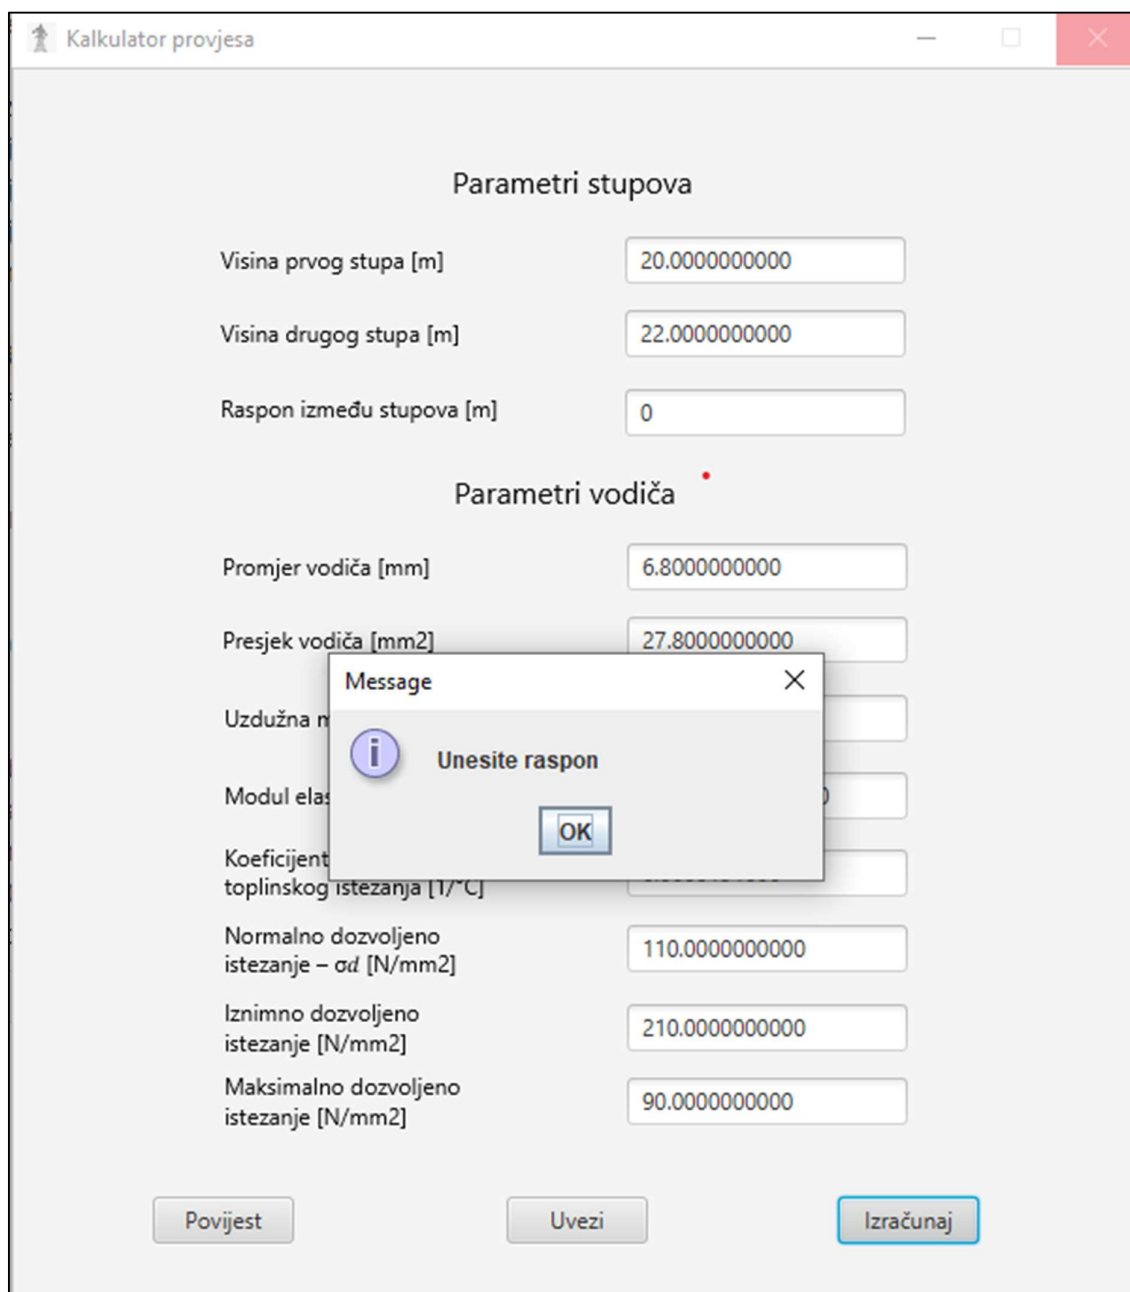 Kalkulator provjesa
Parametri stupova
Visina prvog stupa [m]
20.0000000000
Visina drugog stupa [m]
22.0000000000
Raspon između stupova [m]
0
Parametri vodiča
Promjer vodiča [mm]
6.8000000000
Presjek vodiča [mm2]
27.8000000000
Message
Uzdužna
Unesite raspon
Modul
OK
Koeficijent
toplinskog istezanja [1/°C]
Normalno dozvoljeno
istezanje – σd [N/mm2]
110.0000000000
Iznimno dozvoljeno
istezanje [N/mm2]
210.0000000000
Maksimalno dozvoljeno
istezanje [N/mm2]
90.0000000000
Povijest
Uvezi
Izračunaj